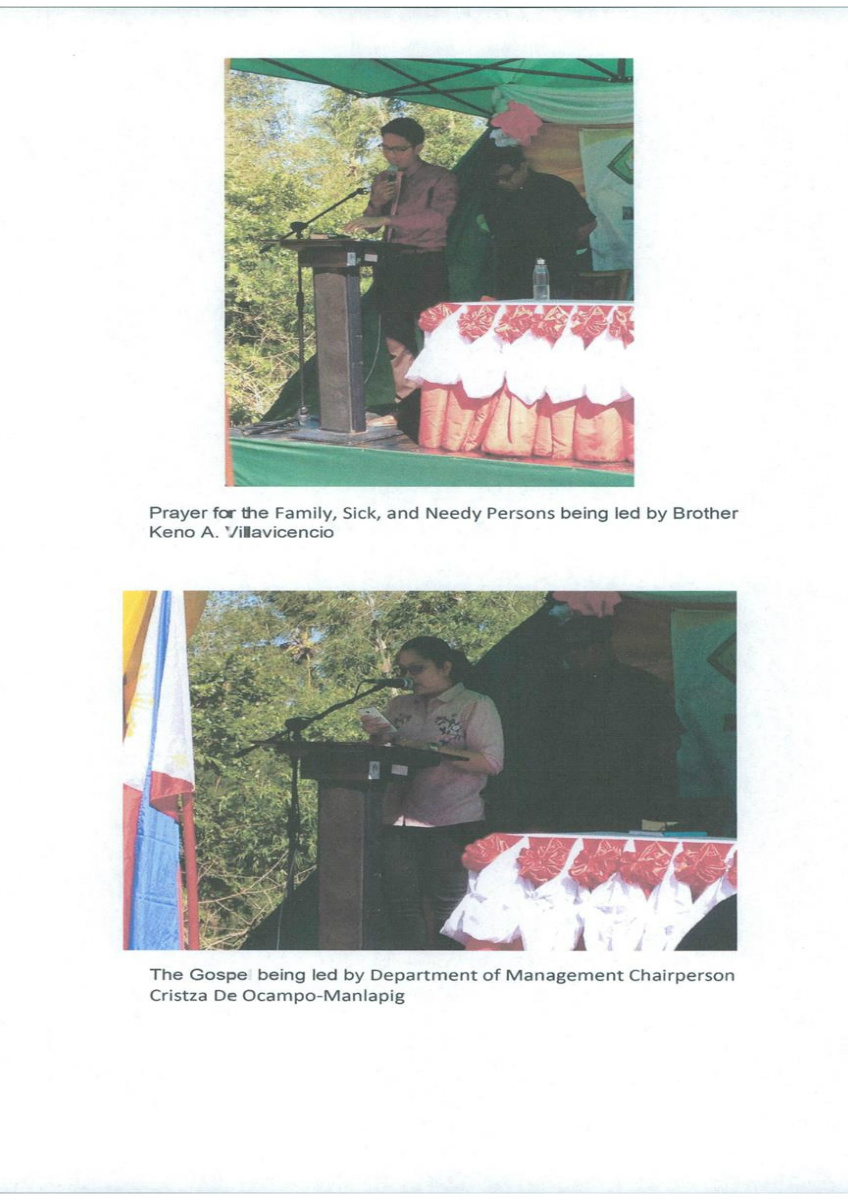 Prayer for the Family, Sick, and Needy Persons being led by Brother
Keno A. Villavicencio
The Gospel being led by Department of Management Chairperson
Cristza De Ocampo-Manlapig